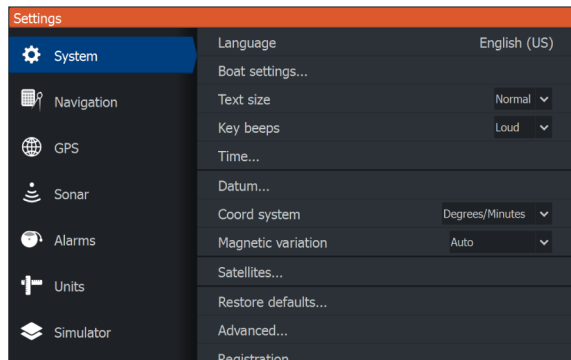 Settings
System
Navigation
GPS
Sonar
Alarms
Units
Simulator
Language English (US)
Boat settings...
Text size Normal
Key beeps Loud
Time...
Datum...
Coord system Degrees/Minutes
Magnetic variation Auto
Satellites...
Restore defaults...
Advanced...
Registration